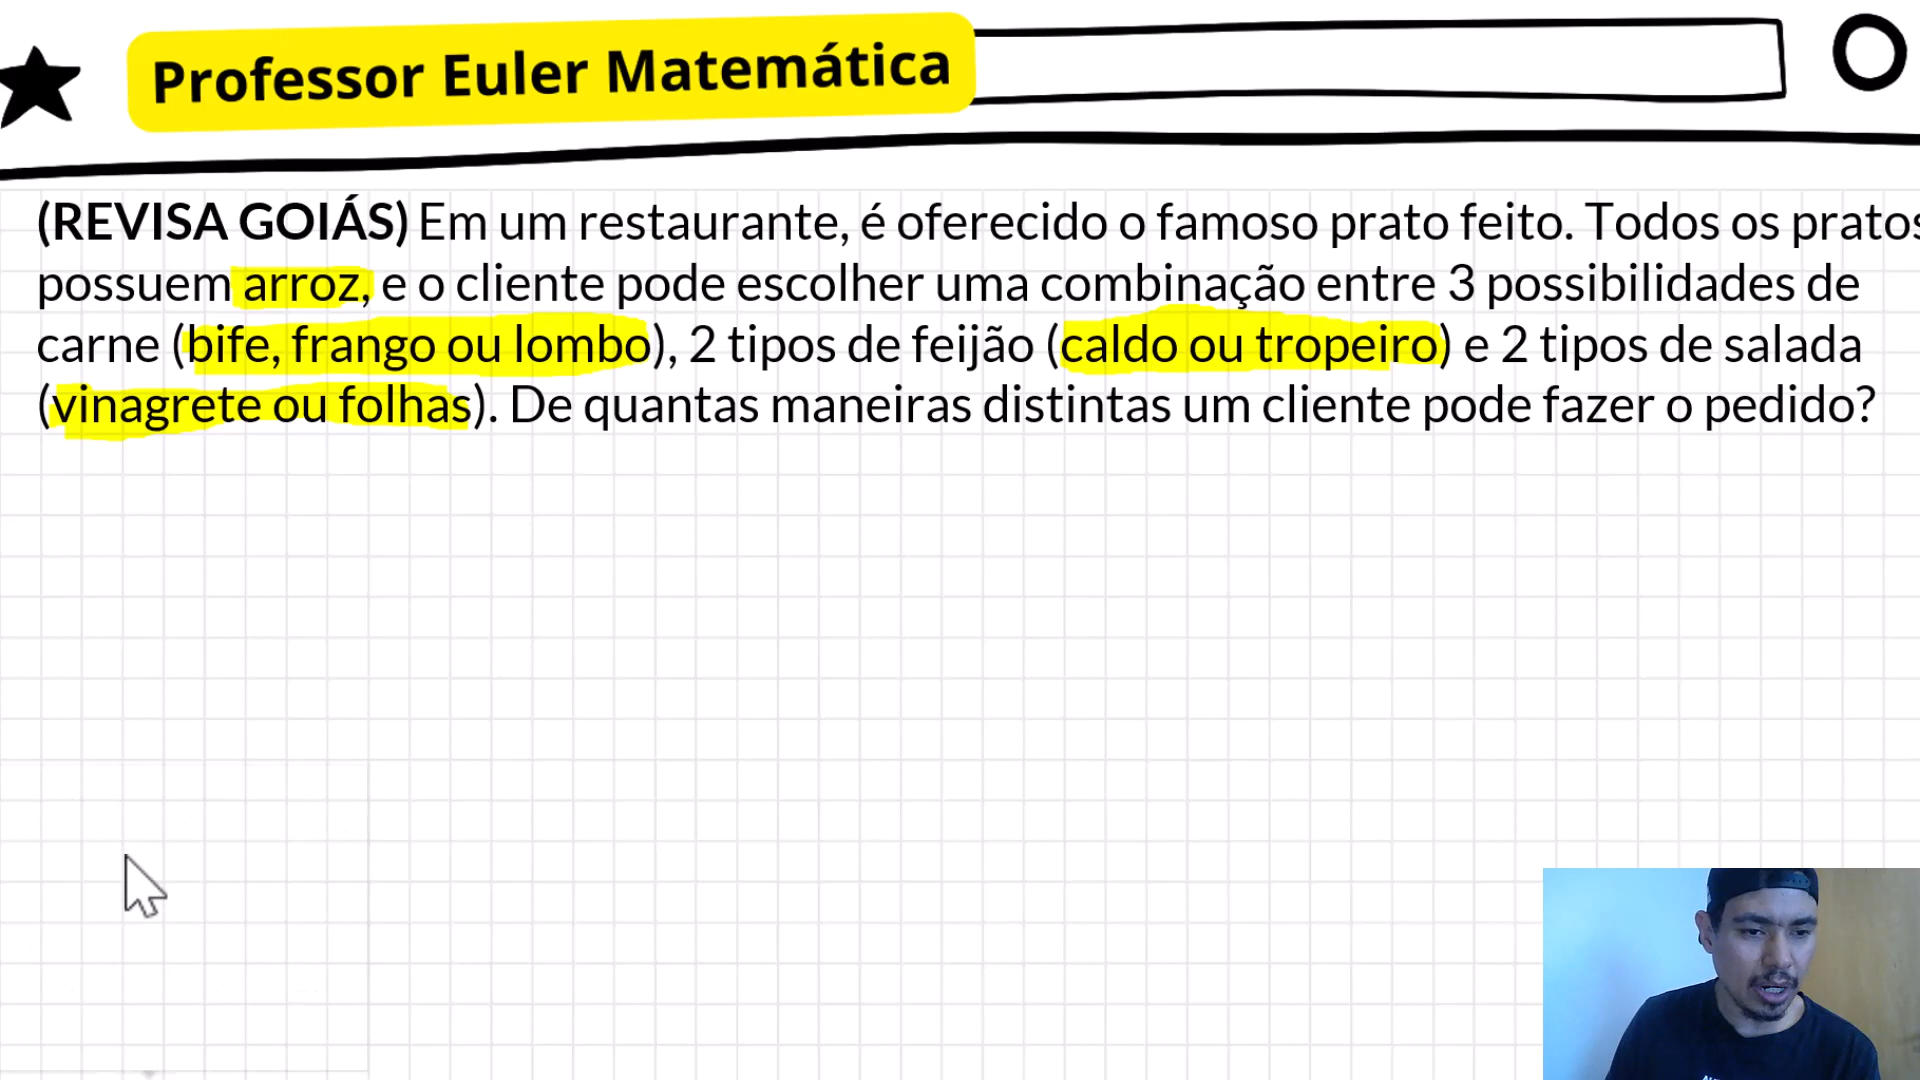 Professor Euler Matemática
(REVISA GOIÁS) Em um restaurante, é oferecido o famoso prato feito. Todos os pratos
possuem arroz, e o cliente pode escolher uma combinação entre 3 possibilidades de
carne (bife, frango ou lombo), 2 tipos de feijão (caldo ou tropeiro) e 2 tipos de salada
(vinagrete ou folhas). De quantas maneiras distintas um cliente pode fazer o pedido?